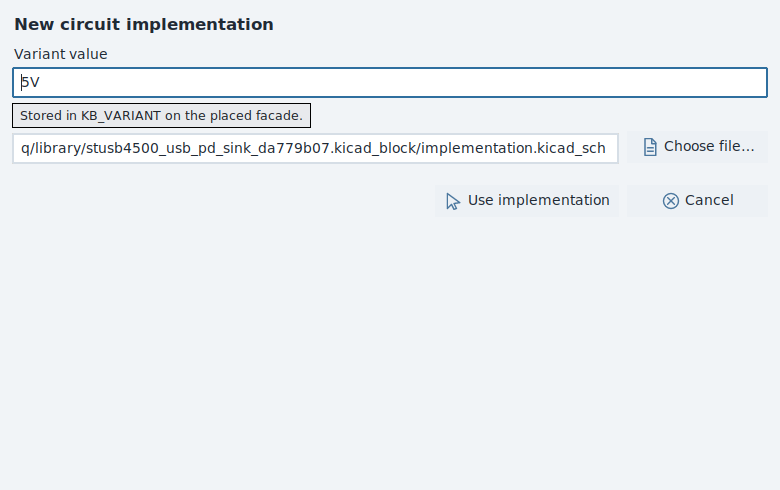 New circuit implementation
Variant value
5V
Stored in KB_VARIANT on the placed facade.
q/library/stusb4500_usb_pd_sink_da779b07.kicad_block/implementation.kicad_sch
Choose file...
Use implementation
Cancel